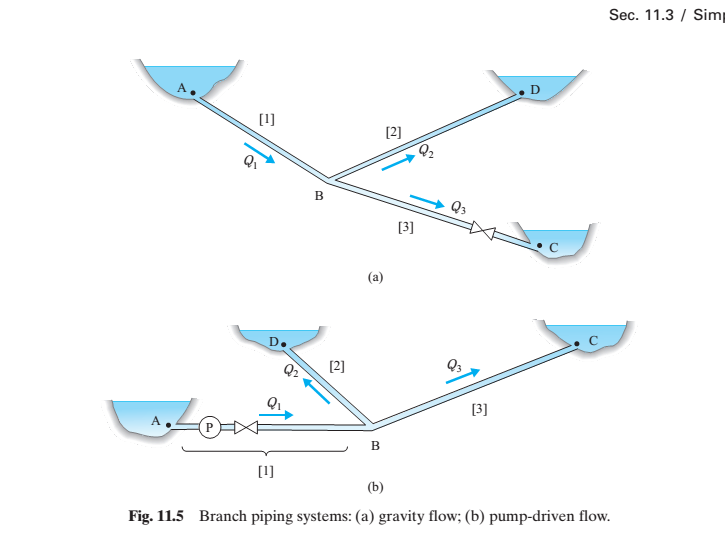 Sec. 11.3 / Simp
A
D
[1]
[2]
Q1
Q2
B
Q3
[3]
C
(a)
D
C
Q2
[2]
Q3
A
P
Q1
[3]
B
[1]
(b)
Fig. 11.5 Branch piping systems: (a) gravity flow; (b) pump-driven flow.